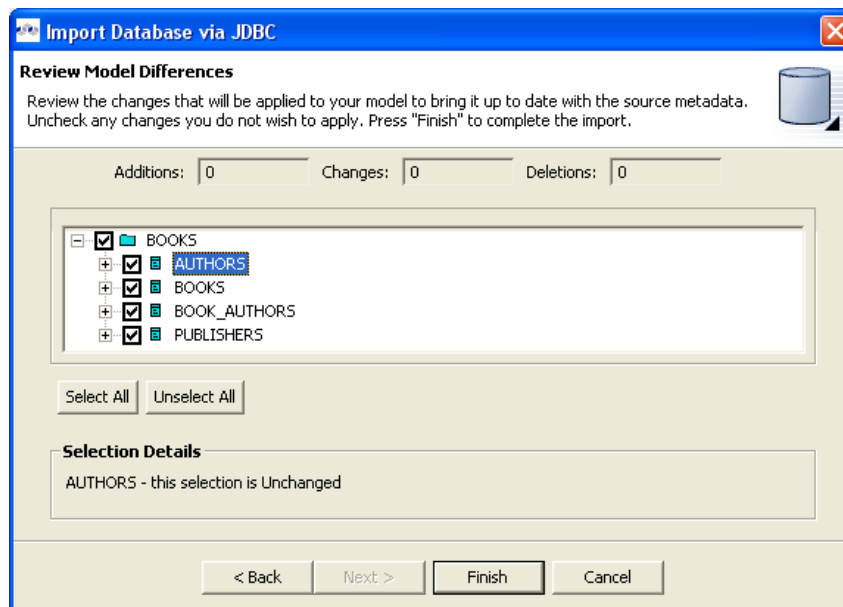 Import Database via JDBC
Review Model Differences
Review the changes that will be applied to your model to bring it up to date with the source metadata.
Uncheck any changes you do not wish to apply. Press "Finish" to complete the import.
Additions: 0 Changes: 0 Deletions: 0
BOOKS
AUTHORS
BOOKS
BOOK_AUTHORS
PUBLISHERS
Select All Unselect All
Selection Details
AUTHORS - this selection is Unchanged
< Back Next > Finish Cancel